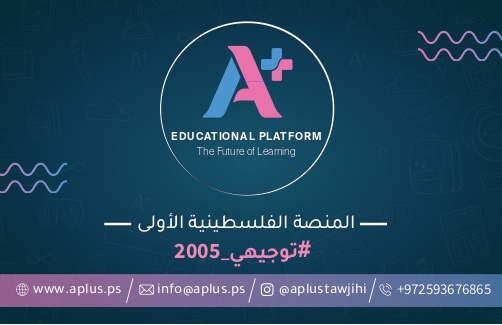 A+
EDUCATIONAL PLATFORM
The Future of Learning
المنصة الفلسطينية الأولى
#توجيهي_2005
www.aplus.ps / info@aplus.ps / @aplustawjihi / +972593676865